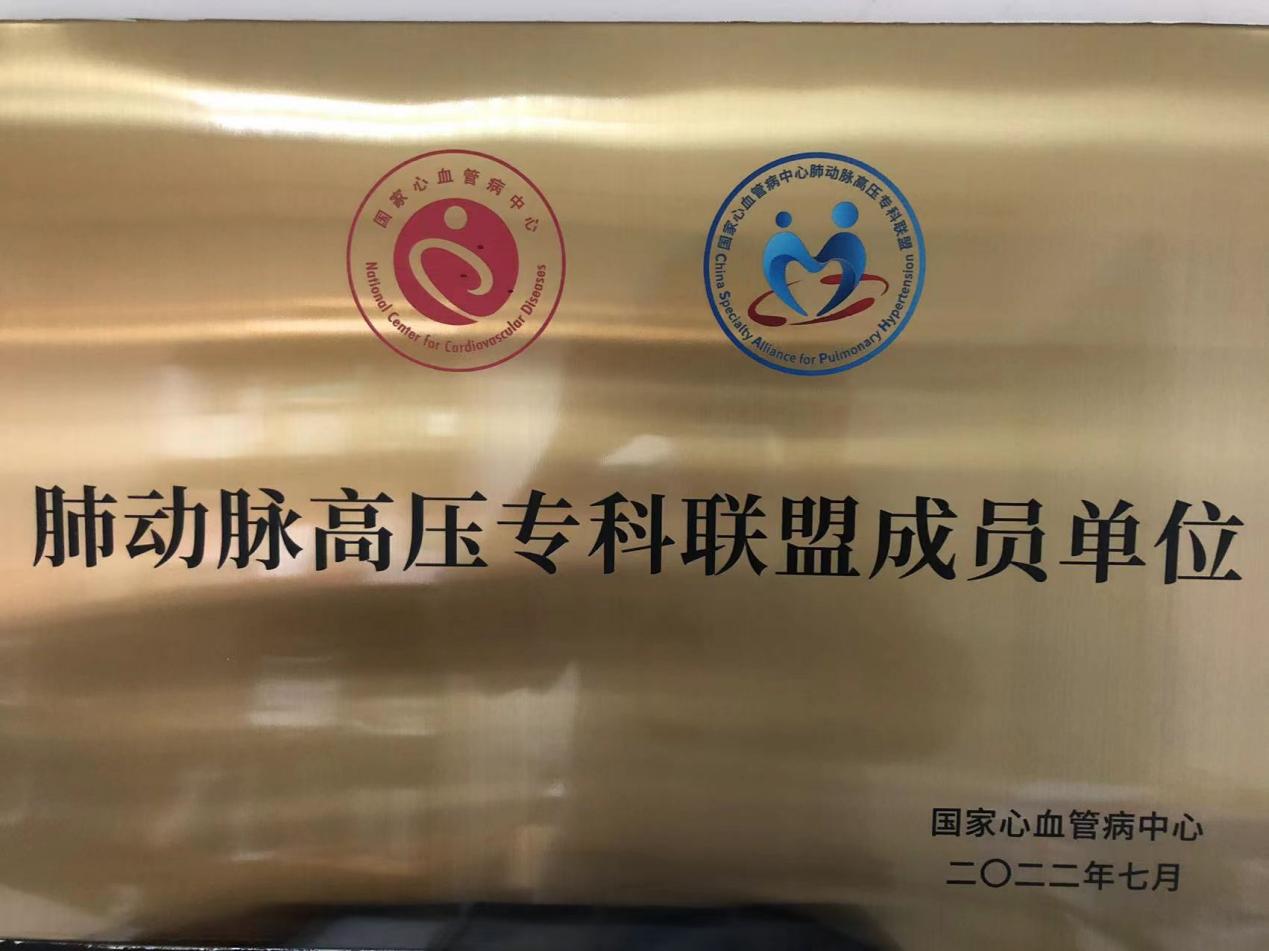 国家心血管病中心
National Center for Cardiovascular Diseases
国家心血管病中心肺动脉高压专科联盟
China Specialty Alliance for Pulmonary Hypertension
肺动脉高压专科联盟成员单位
国家心血管病中心
二〇二二年七月